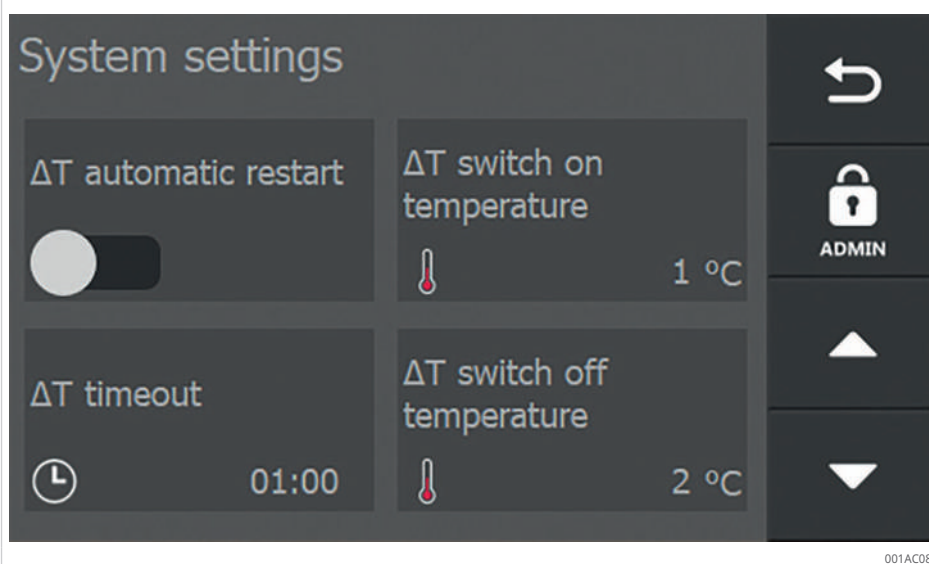 System settings
ΔT automatic restart
ΔT switch on
temperature
1 °C
ADMIN
ΔT timeout
01:00
ΔT switch off
temperature
2 °C
001AC08